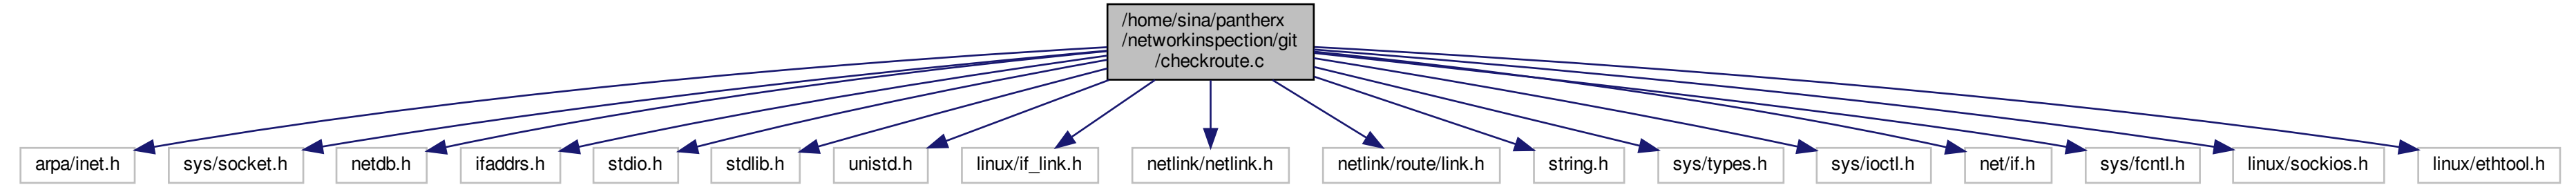 /home/sina/pantherx
/networkinspection/git
/checkroute.c
arpa/inet.h
sys/socket.h
netdb.h
ifaddrs.h
stdio.h
stdlib.h
unistd.h
linux/if_link.h
netlink/netlink.h
netlink/route/link.h
string.h
sys/types.h
sys/ioctl.h
net/if.h
sys/fcntl.h
linux/sockios.h
linux/ethtool.h